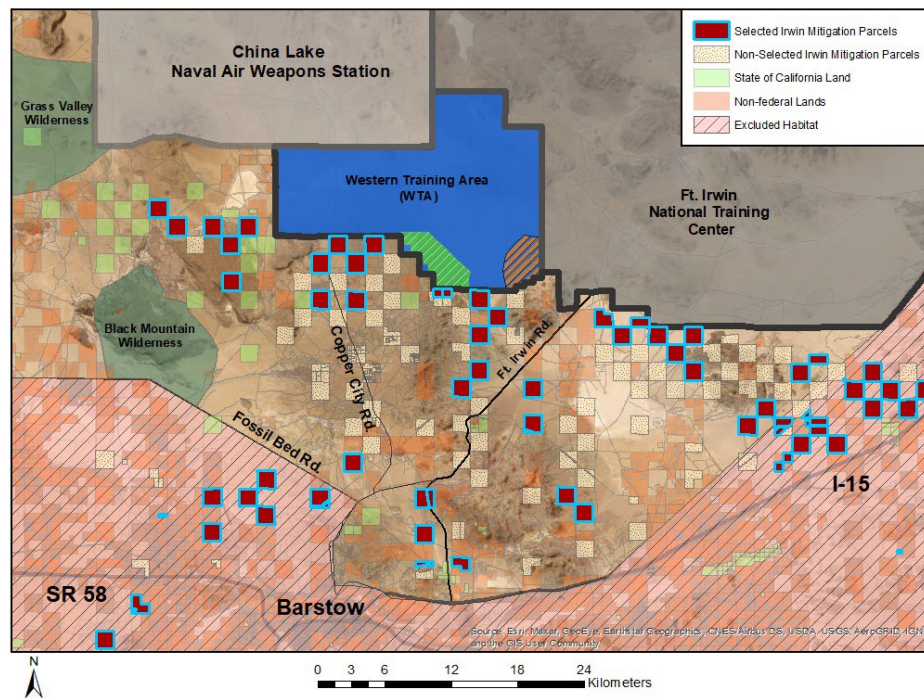 China Lake
Naval Air Weapons Station
Grass Valley
Wilderness
Western Training Area
(WTA)
Ft. Irwin
National Training
Center
Selected Irwin Mitigation Parcels
Non-Selected Irwin Mitigation Parcels
State of California Land
Non-federal Lands
Excluded Habitat
Black Mountain
Wilderness
Copper City Rd.
Ft. Irwin Rd.
Fossil Bed Rd.
I-15
SR 58
Barstow
Source: Esri, Maxar, GeoEye, Earthstar Geographics, CNES/Airbus DS, USDA, USGS, AeroGRID, IGN,
and the GIS User Community
N
0 3 6 12 18 24
Kilometers